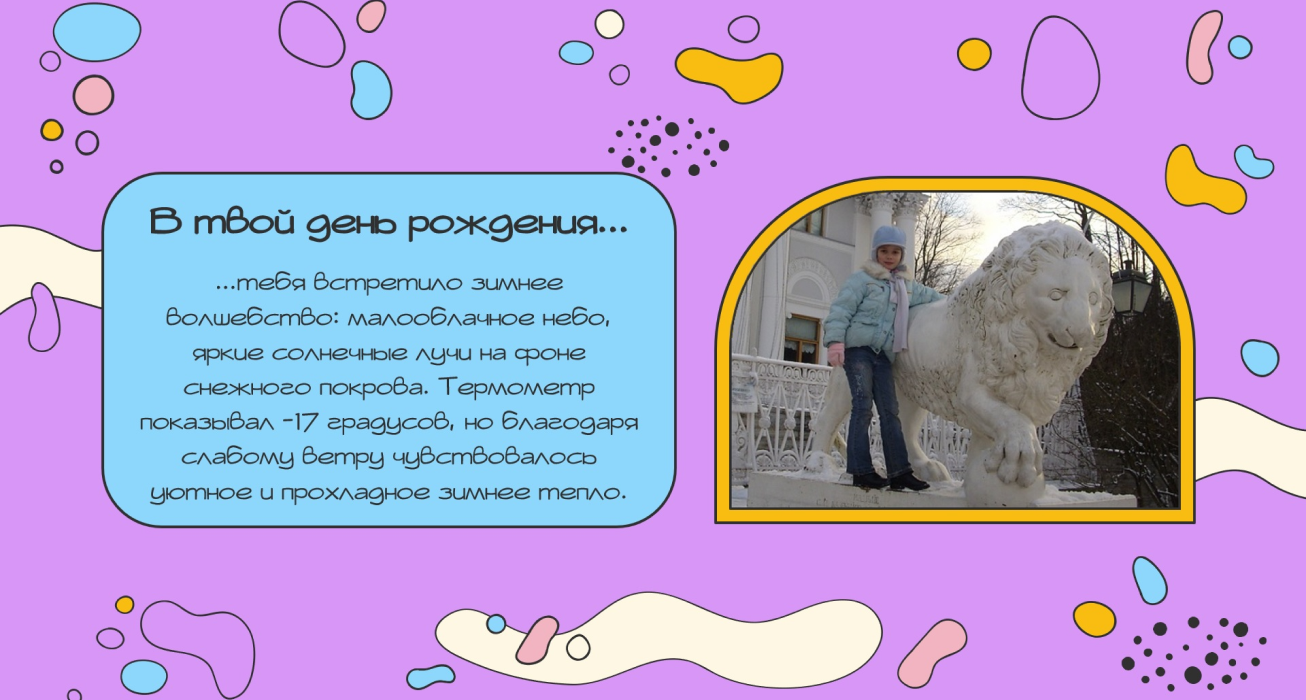 В твой день рождения...
...тебя встретило зимнее
волшебство: малооблачное небо,
яркие солнечные лучи на фоне
снежного покрова. Термометр
показывал -17 градусов, но благодаря
слабому ветру чувствовалось
уютное и прохладное зимнее тепло.